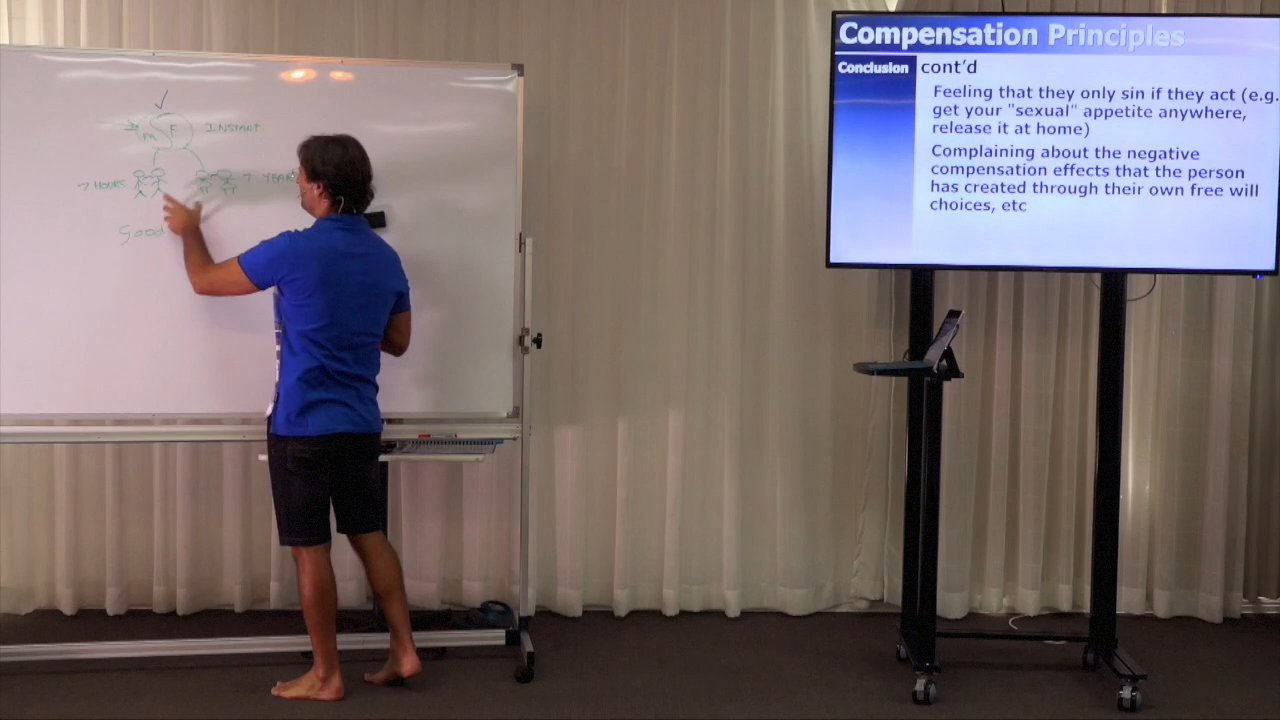 m F INSTANT
7 HOURS
7 YEARS
Good
Compensation Principles
Conclusion cont'd
Feeling that they only sin if they act (e.g.
get your "sexual" appetite anywhere,
release it at home)
Complaining about the negative
compensation effects that the person
has created through their own free will
choices, etc